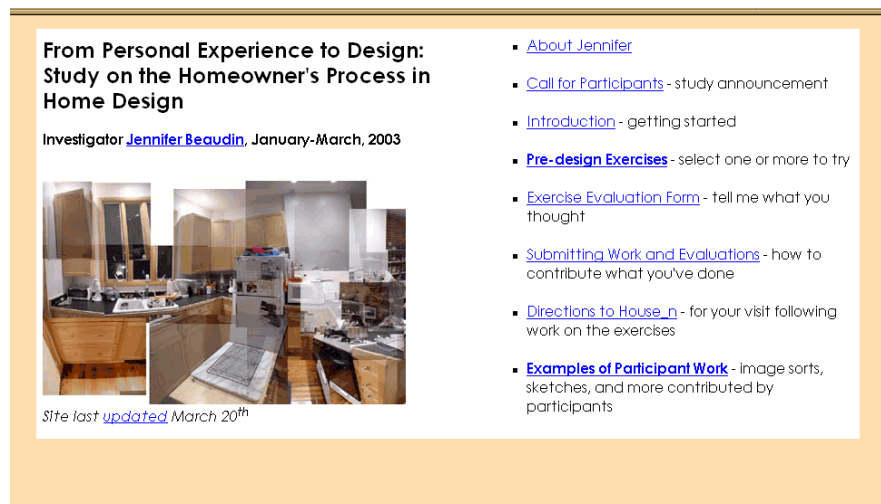 From Personal Experience to Design:
Study on the Homeowner's Process in
Home Design
Investigator Jennifer Beaudin, January-March, 2003
Site last updated March 20th
About Jennifer
Call for Participants - study announcement
Introduction - getting started
Pre-design Exercises - select one or more to try
Exercise Evaluation Form - tell me what you
thought
Submitting Work and Evaluations - how to
contribute what you've done
Directions to House_n - for your visit following
work on the exercises
Examples of Participant Work - image sorts,
sketches, and more contributed by
participants